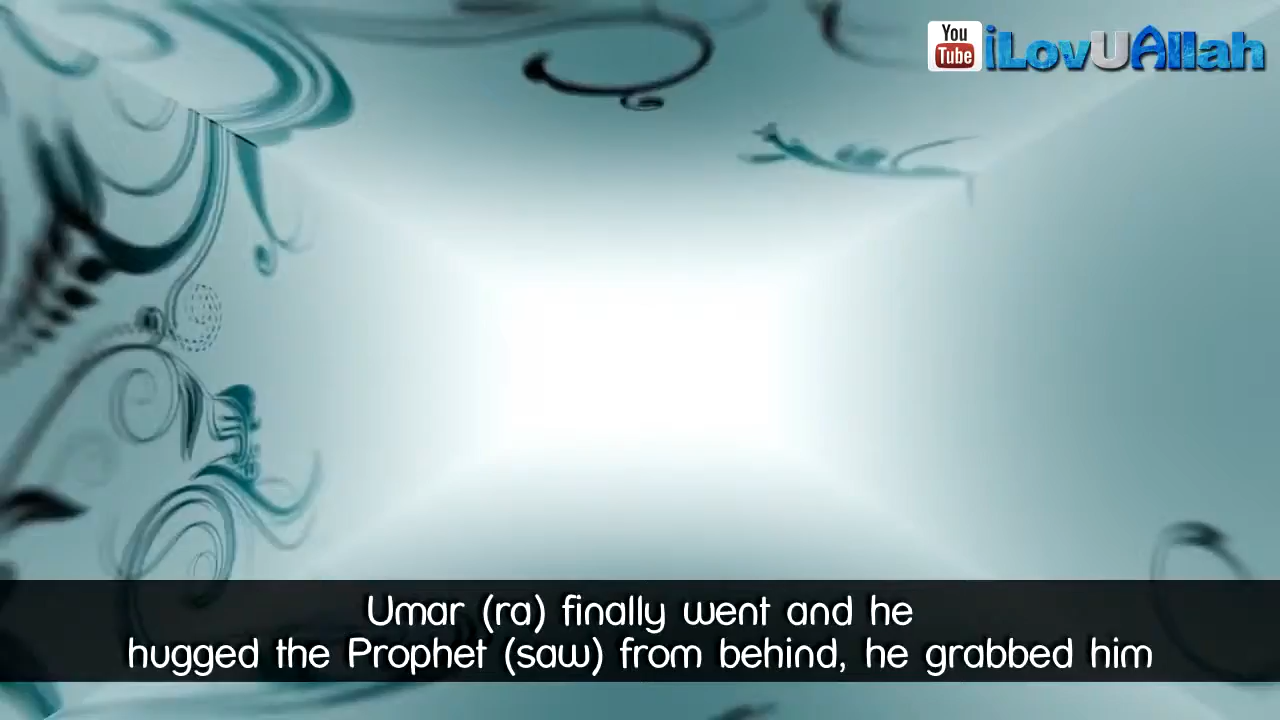 You
Tube
iLovUAllah
Umar (ra) finally went and he
hugged the Prophet (saw) from behind, he grabbed him